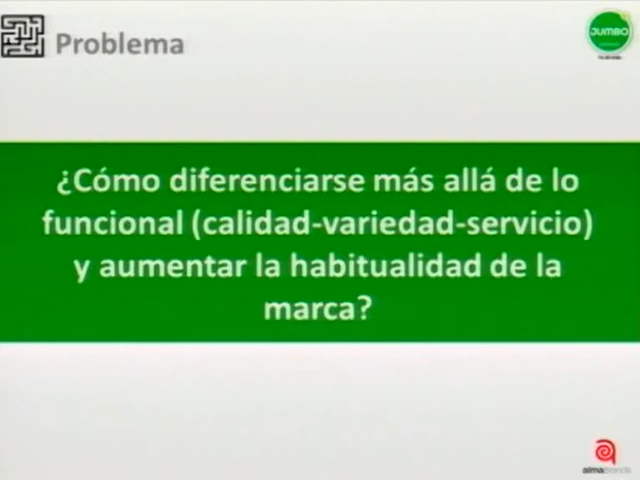 Problema
JUMBO
¿Cómo diferenciarse más allá de lo
funcional (calidad-variedad-servicio)
y aumentar la habitualidad de la
marca?
almabrands